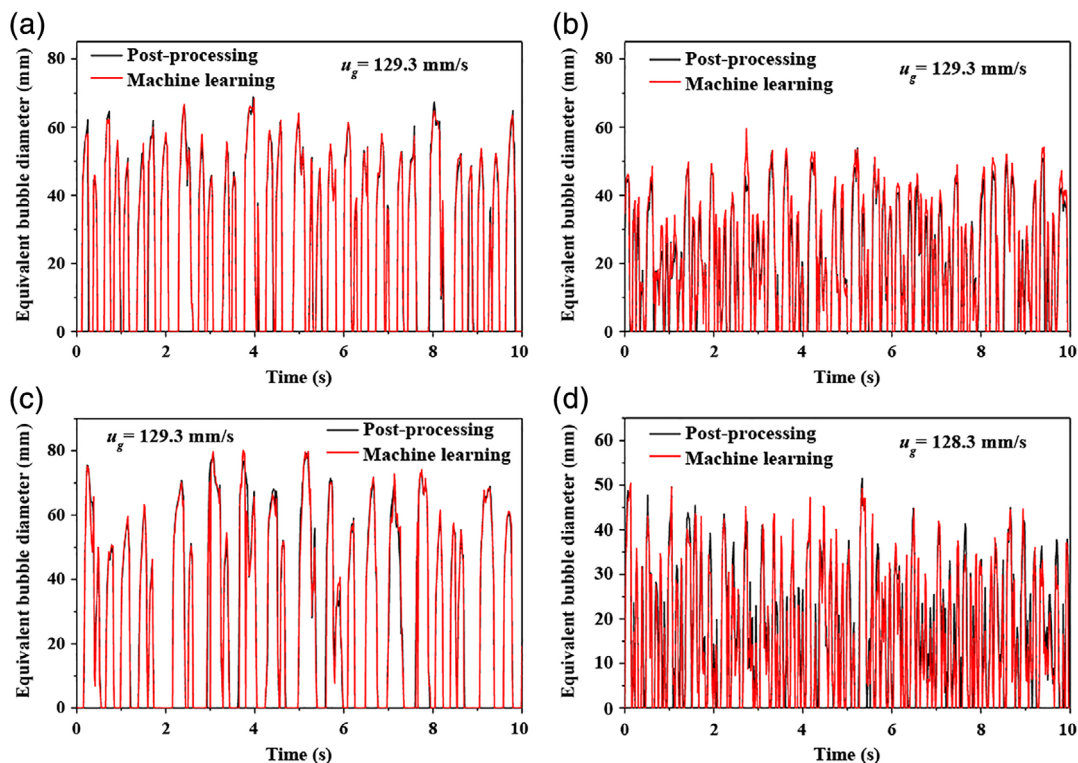 (a)
Post-processing
Machine learning
u_g = 129.3 mm/s
Equivalent bubble diameter (mm)
80
60
40
20
0
0 2 4 6 8 10
Time (s)
(b)
Post-processing
Machine learning
u_g = 129.3 mm/s
Equivalent bubble diameter (mm)
80
60
40
20
0
0 2 4 6 8 10
Time (s)
(c)
u_g = 129.3 mm/s
Post-processing
Machine learning
Equivalent bubble diameter (mm)
80
60
40
20
0
0 2 4 6 8 10
Time (s)
(d)
Post-processing
Machine learning
u_g = 128.3 mm/s
Equivalent bubble diameter (mm)
60
50
40
30
20
10
0
0 2 4 6 8 10
Time (s)